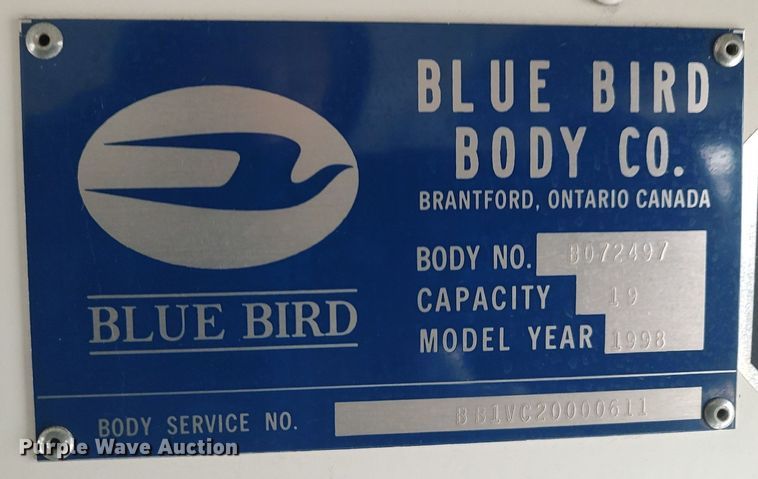 BLUE BIRD
BODY CO.
BRANTFORD, ONTARIO CANADA
BODY NO. B072497
CAPACITY 19
MODEL YEAR 1998
BLUE BIRD
BODY SERVICE NO. BB1VC20000611
Purple Wave Auction